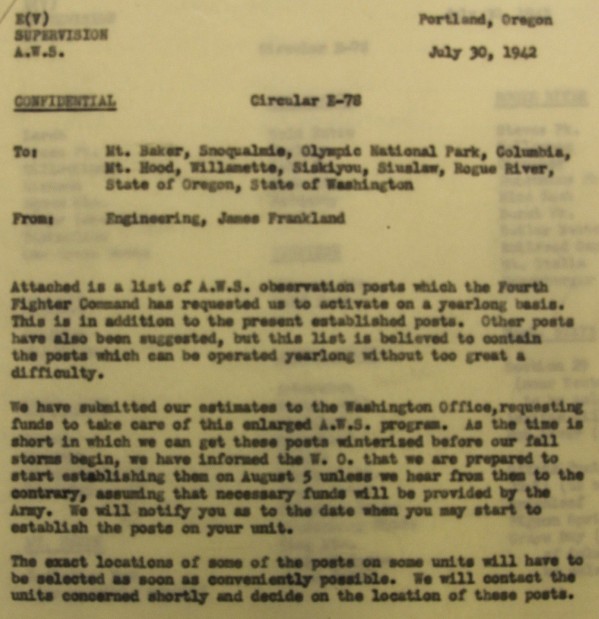 E(V)
SUPERVISION
A.W.S.
Portland, Oregon
July 30, 1942
CONFIDENTIAL
Circular E-78
To: Mt. Baker, Snoqualmie, Olympic National Park, Columbia,
Mt. Hood, Willamette, Siskiyou, Siuslaw, Rogue River,
State of Oregon, State of Washington
From: Engineering, James Frankland
Attached is a list of A.W.S. observation posts which the Fourth
Fighter Command has requested us to activate on a yearlong basis.
This is in addition to the present established posts. Other posts
have also been suggested, but this list is believed to contain
the posts which can be operated yearlong without too great a
difficulty.
We have submitted our estimates to the Washington Office,requesting
funds to take care of this enlarged A.W.S. program. As the time is
short in which we can get these posts winterized before our fall
storms begin, we have informed the W. O. that we are prepared to
start establishing them on August 5 unless we hear from them to the
contrary, assuming that necessary funds will be provided by the
Army. We will notify you as to the date when you may start to
establish the posts on your unit.
The exact locations of some of the posts on some units will have to
be selected as soon as conveniently possible. We will contact the
units concerned shortly and decide on the location of these posts.